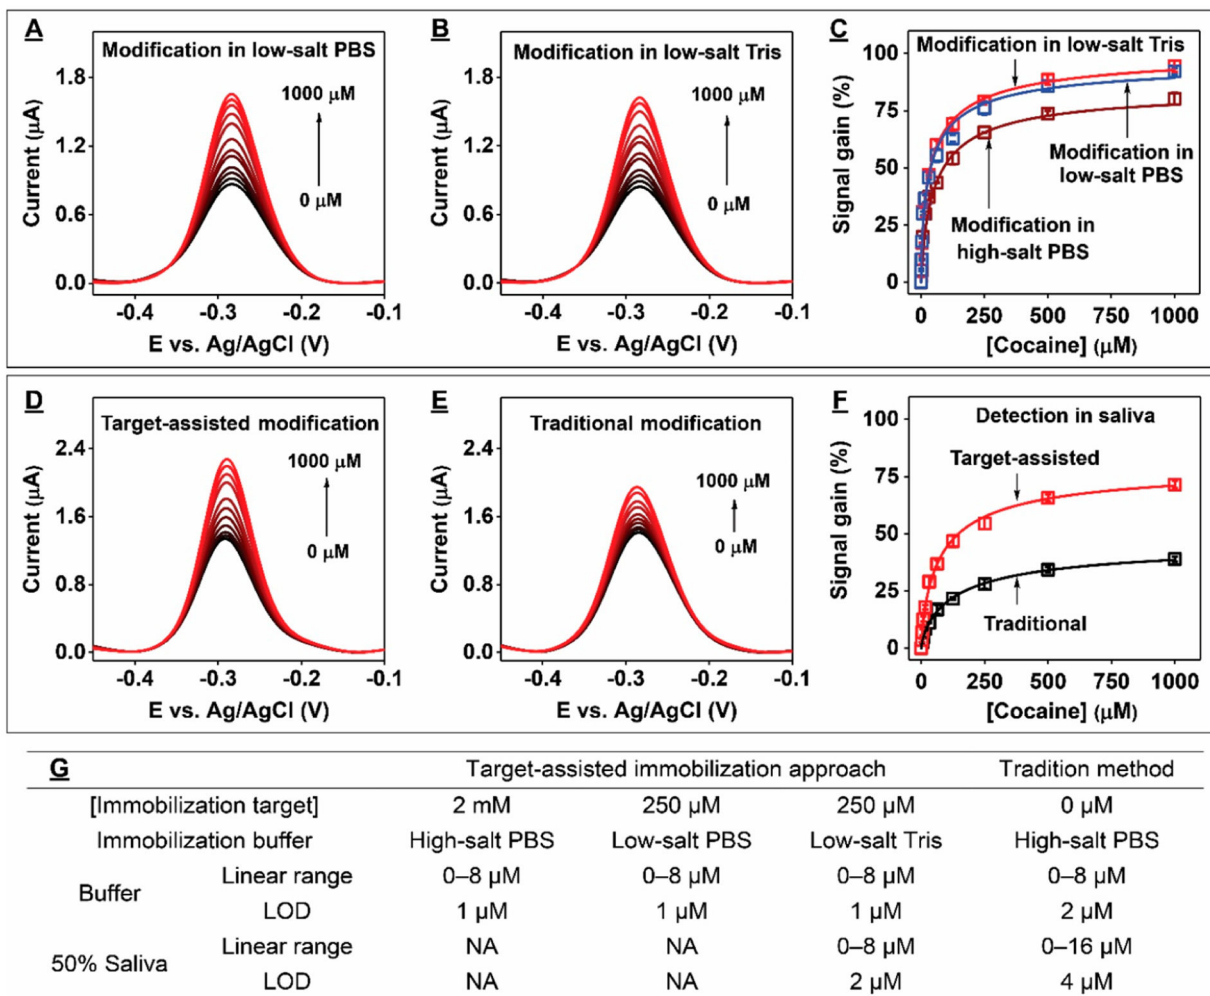 A
Modification in low-salt PBS
1.8
1.2
0.6
0.0
Current (μA)
1000 μM
0 μM
-0.4 -0.3 -0.2 -0.1
E vs. Ag/AgCl (V)
B
Modification in low-salt Tris
1.8
1.2
0.6
0.0
Current (μA)
1000 μM
0 μM
-0.4 -0.3 -0.2 -0.1
E vs. Ag/AgCl (V)
C
100
75
50
25
0
Signal gain (%)
Modification in low-salt Tris
Modification in
low-salt PBS
Modification in
high-salt PBS
0 250 500 750 1000
[Cocaine] (μM)
D
Target-assisted modification
2.4
1.6
0.8
0.0
Current (μA)
1000 μM
0 μM
-0.4 -0.3 -0.2 -0.1
E vs. Ag/AgCl (V)
E
Traditional modification
2.4
1.6
0.8
0.0
Current (μA)
1000 μM
0 μM
-0.4 -0.3 -0.2 -0.1
E vs. Ag/AgCl (V)
F
100
75
50
25
0
Signal gain (%)
Detection in saliva
Target-assisted
Traditional
0 250 500 750 1000
[Cocaine] (μM)
G
Target-assisted immobilization approach Tradition method
[Immobilization target] 2 mM 250 μM 250 μM 0 μM
Immobilization buffer High-salt PBS Low-salt PBS Low-salt Tris High-salt PBS
Buffer
Linear range 0–8 μM 0–8 μM 0–8 μM 0–8 μM
LOD 1 μM 1 μM 1 μM 2 μM
50% Saliva
Linear range NA NA 0–8 μM 0–16 μM
LOD NA NA 2 μM 4 μM